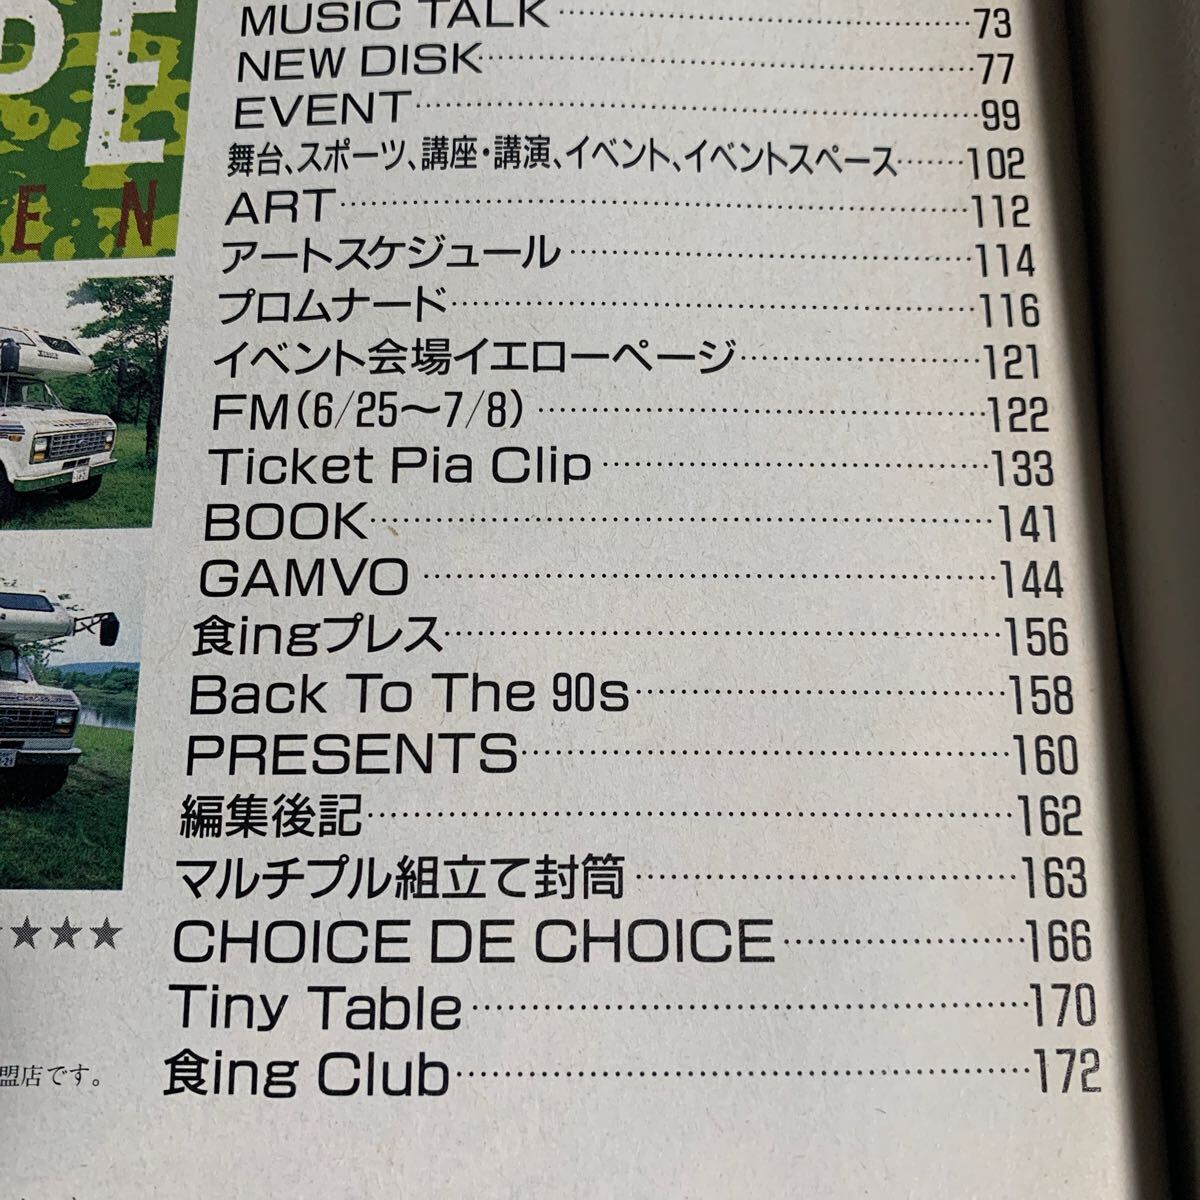 PE
EN
MUSIC TALK 73
NEW DISK 77
EVENT 99
舞台、スポーツ、講座・講演、イベント、イベントスペース 102
ART 112
アートスケジュール 114
プロムナード 116
イベント会場イエローページ 121
FM(6/25〜7/8) 122
Ticket Pia Clip 133
BOOK 141
GAMVO 144
食ingプレス 156
Back To The 90s 158
PRESENTS 160
編集後記 162
マルチプル組立て封筒 163
CHOICE DE CHOICE 166
Tiny Table 170
食ing Club 172
★★★
盟店です。